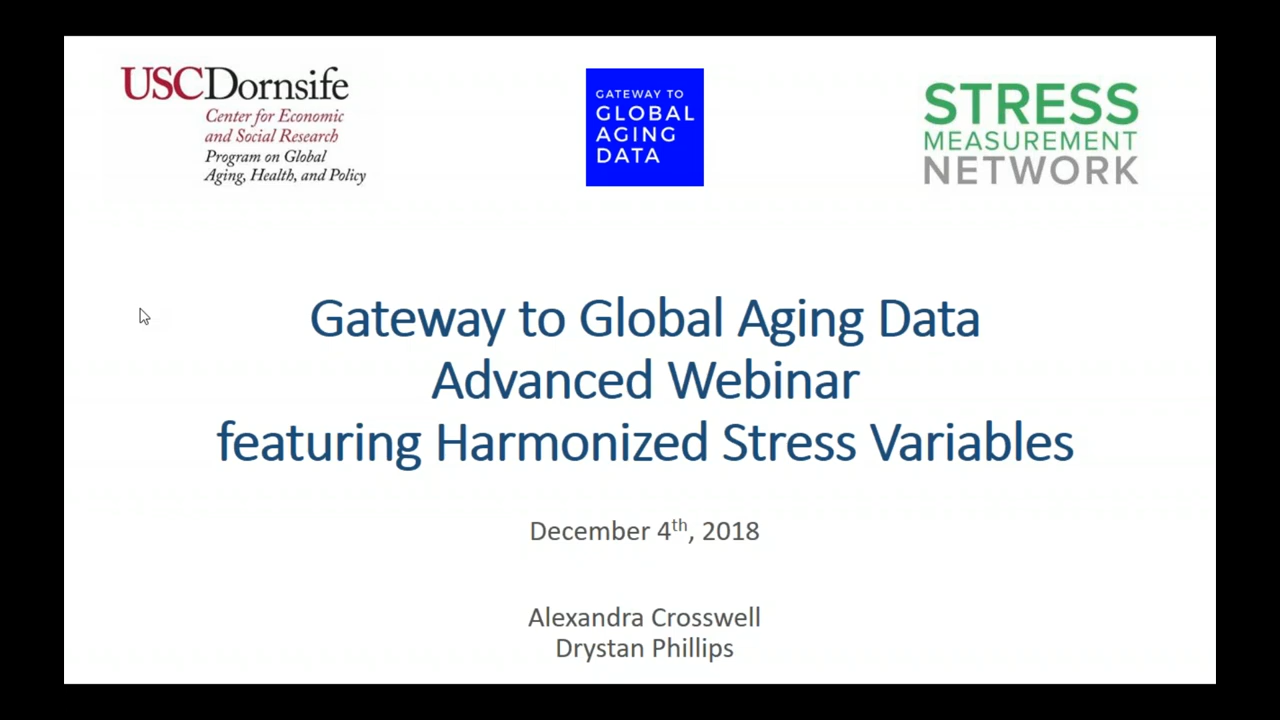 USCDornsife
Center for Economic
and Social Research
Program on Global
Aging, Health, and Policy
GATEWAY TO
GLOBAL
AGING
DATA
STRESS
MEASUREMENT
NETWORK
Gateway to Global Aging Data
Advanced Webinar
featuring Harmonized Stress Variables
December 4th, 2018
Alexandra Crosswell
Drystan Phillips